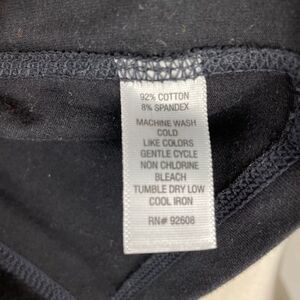 92% COTTON
8% SPANDEX
MACHINE WASH
COLD
LIKE COLORS
GENTLE CYCLE
NON CHLORINE
BLEACH
TUMBLE DRY LOW
COOL IRON
RN# 92608